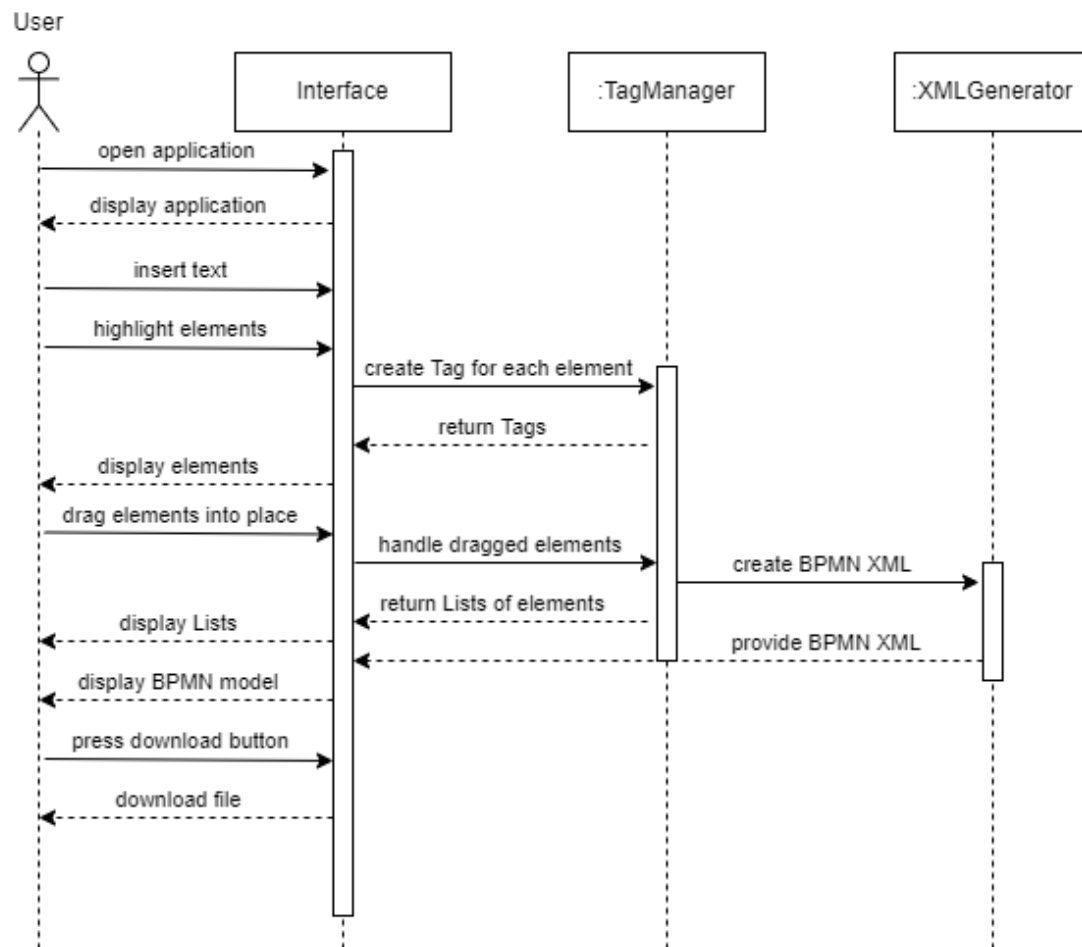 User
Interface
:TagManager
:XMLGenerator
open application
display application
insert text
highlight elements
create Tag for each element
return Tags
display elements
drag elements into place
handle dragged elements
create BPMN XML
return Lists of elements
display Lists
provide BPMN XML
display BPMN model
press download button
download file